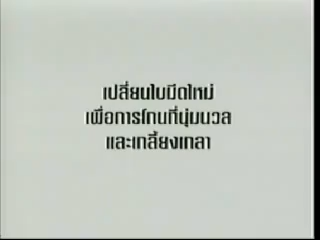 เปลี่ยนใบมีดใหม่
เพื่อการโกนที่นุ่มนวล
และเกลี้ยงเกลา